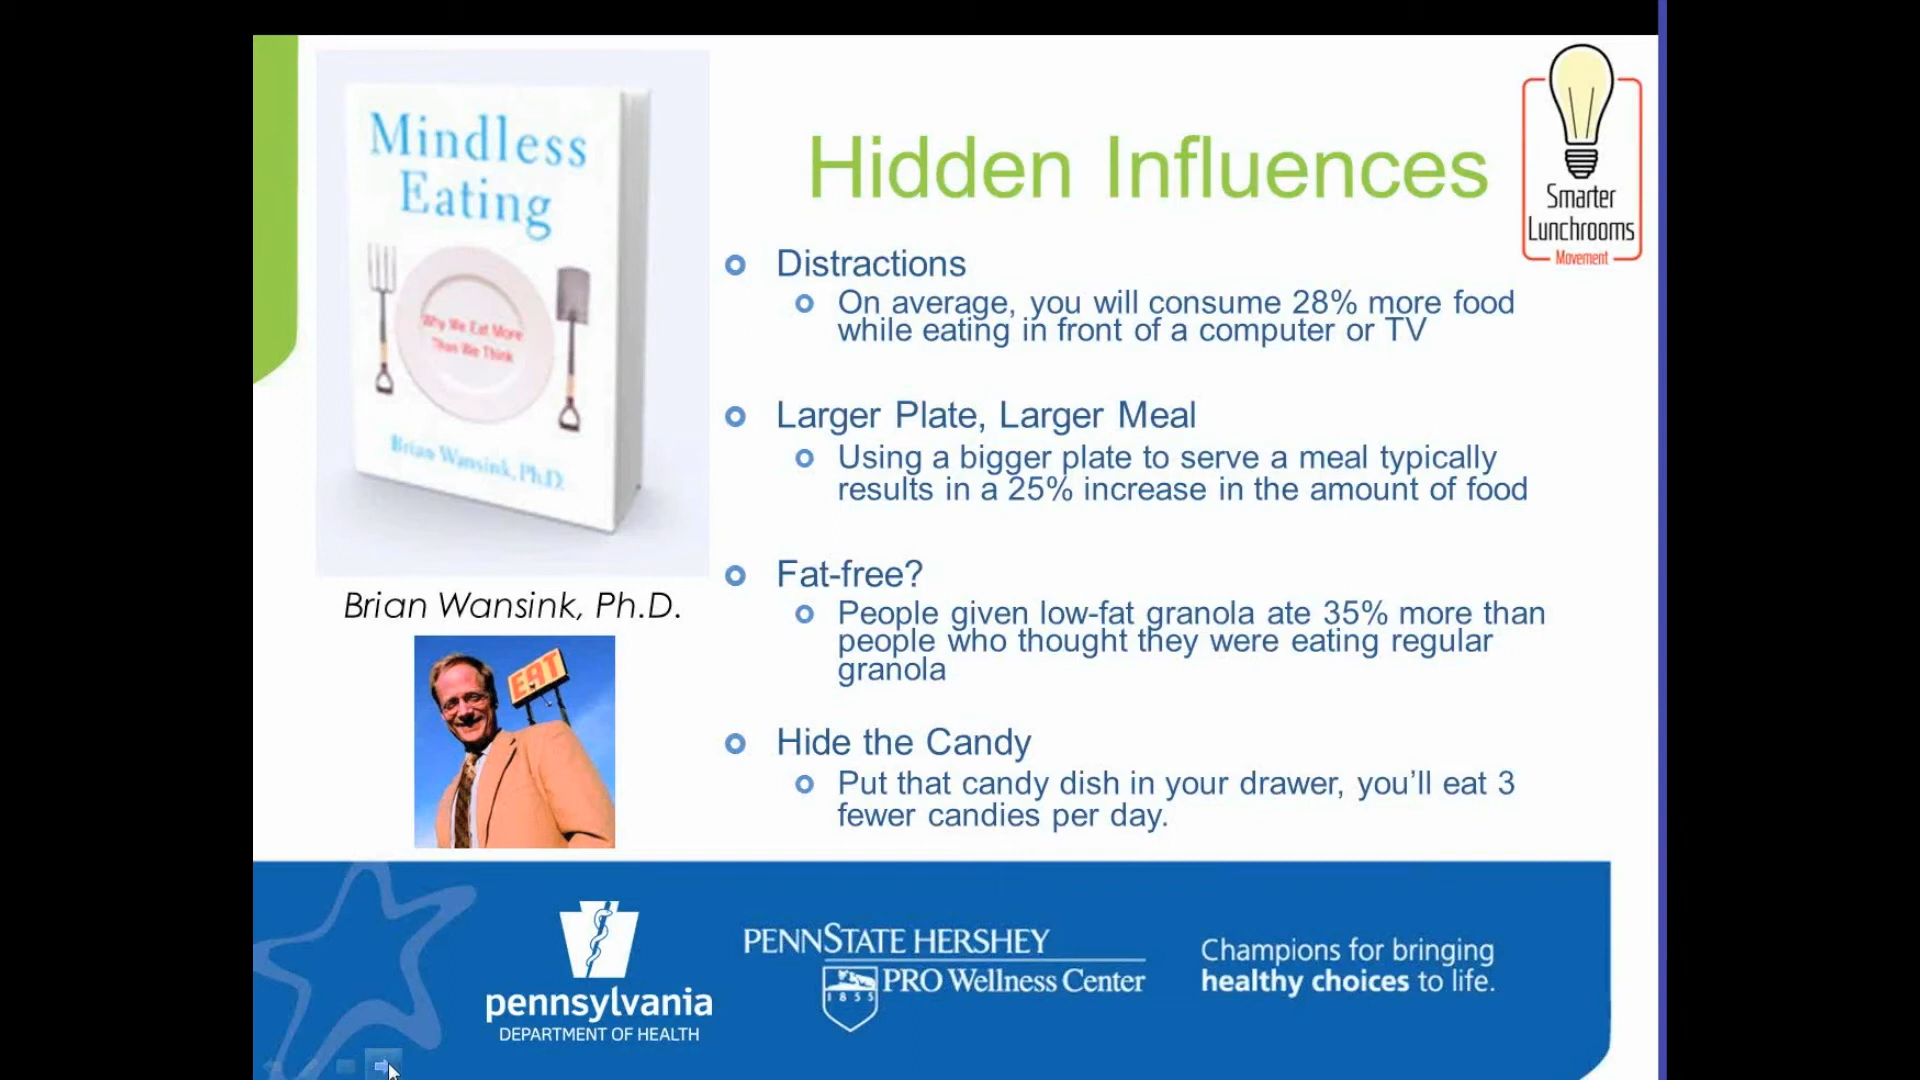 Mindless
Eating
Why We Eat More
Than We Think
Brian Wansink, Ph.D.
Brian Wansink, Ph.D.
EAT
Hidden Influences
Smarter
Lunchrooms
Movement
Distractions
On average, you will consume 28% more food
while eating in front of a computer or TV
Larger Plate, Larger Meal
Using a bigger plate to serve a meal typically
results in a 25% increase in the amount of food
Fat-free?
People given low-fat granola ate 35% more than
people who thought they were eating regular
granola
Hide the Candy
Put that candy dish in your drawer, you’ll eat 3
fewer candies per day.
pennsylvania
DEPARTMENT OF HEALTH
PENNSTATE HERSHEY
PRO Wellness Center
1855
Champions for bringing
healthy choices to life.